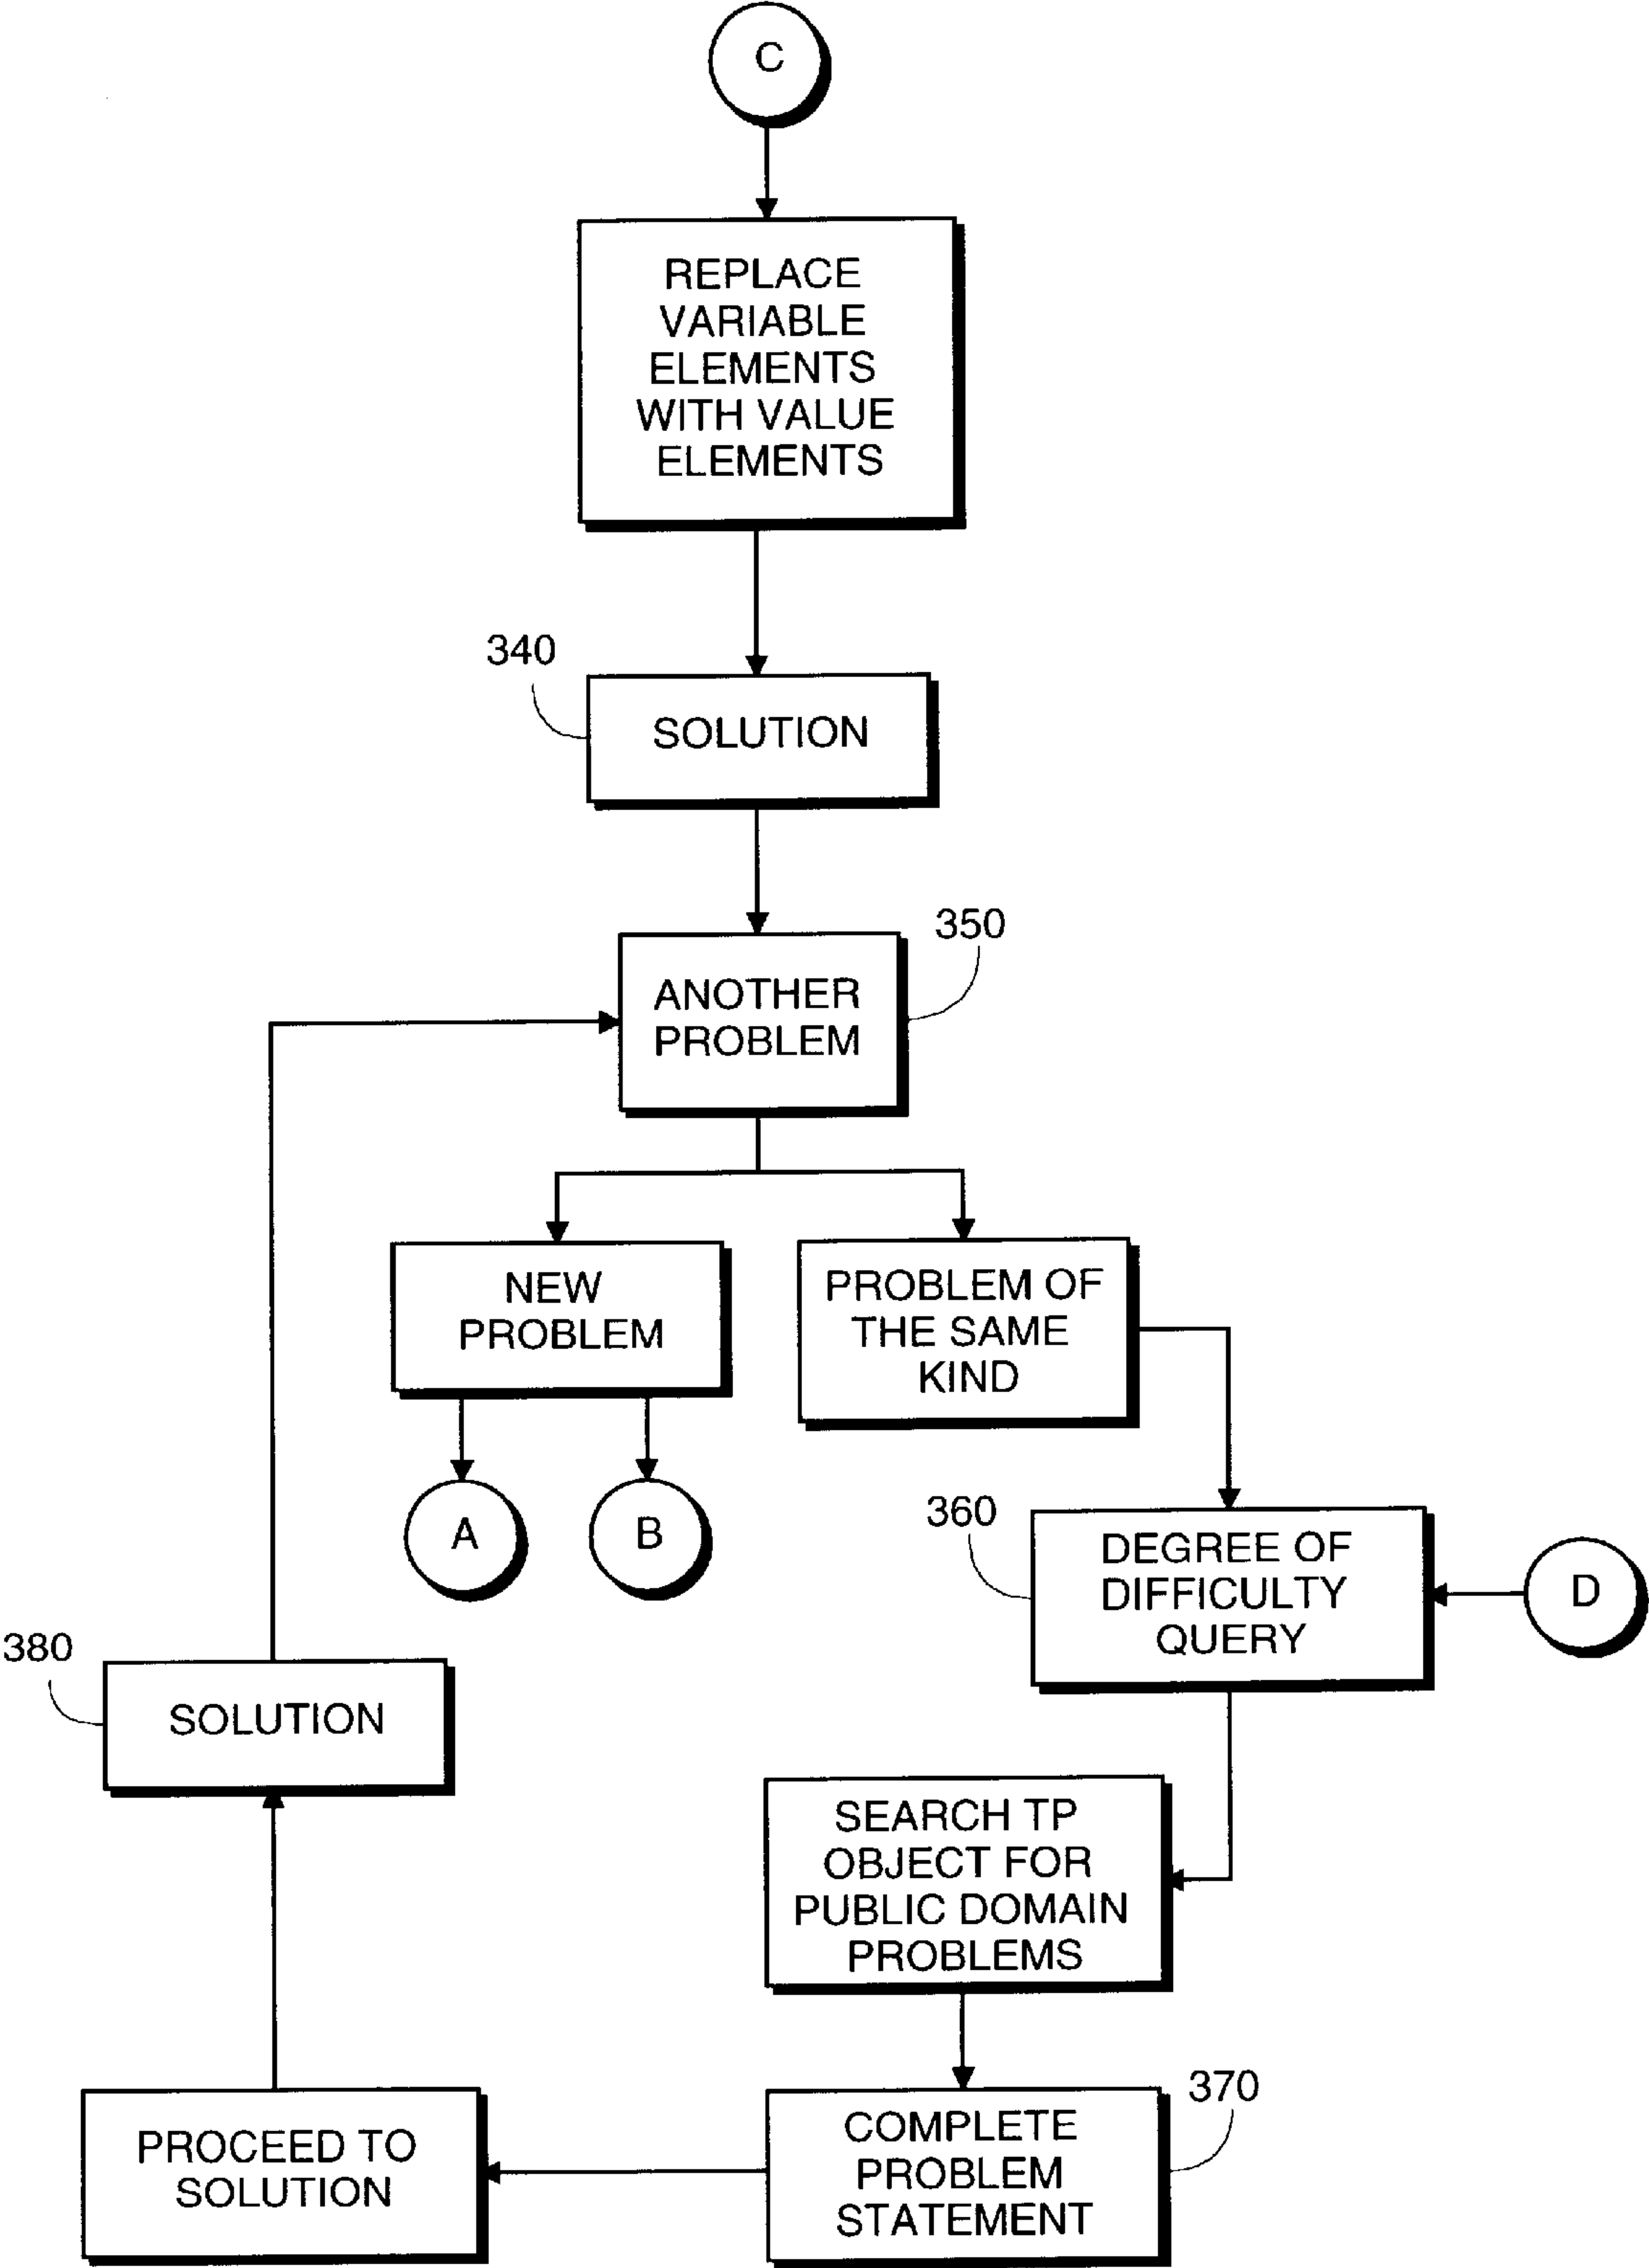 C
REPLACE
VARIABLE
ELEMENTS
WITH VALUE
ELEMENTS
340
SOLUTION
350
ANOTHER
PROBLEM
NEW
PROBLEM
PROBLEM OF
THE SAME
KIND
A
B
360
DEGREE OF
DIFFICULTY
QUERY
D
380
SOLUTION
SEARCH TP
OBJECT FOR
PUBLIC DOMAIN
PROBLEMS
370
COMPLETE
PROBLEM
STATEMENT
PROCEED TO
SOLUTION